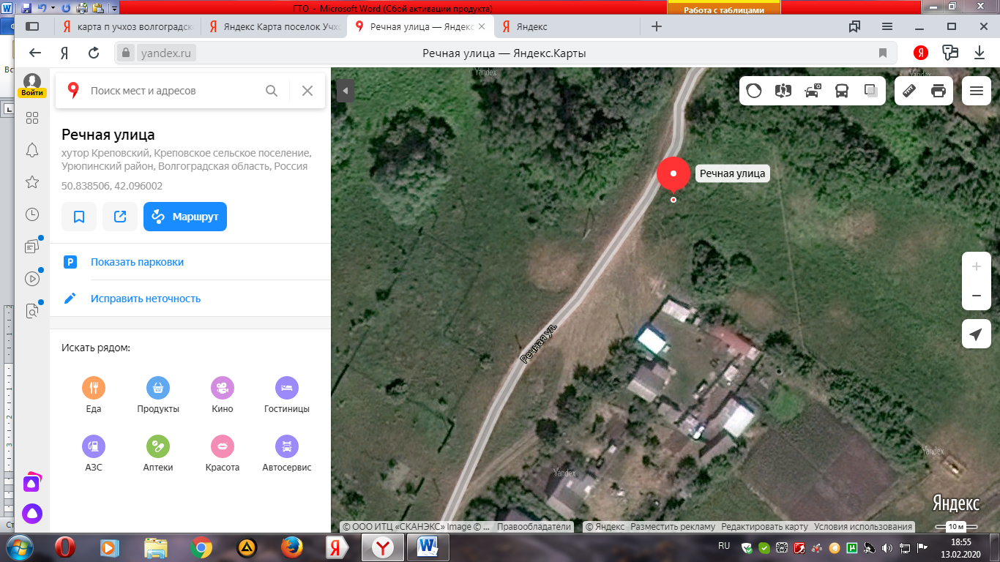 ГТО - Microsoft Word (Сбой активации продукта)
Работа с таблицами
карта п учхоз волгоградск
Яндекс Карта поселок Учхо
Речная улица — Яндекс
Яндекс
yandex.ru
Речная улица — Яндекс.Карты
Войти
Поиск мест и адресов
Речная улица
хутор Креповский, Креповское сельское поселение,
Урюпинский район, Волгоградская область, Россия
50.838506, 42.096002
Маршрут
Показать парковки
Исправить неточность
Искать рядом:
Еда
Продукты
Кино
Гостиницы
АЗС
Аптеки
Красота
Автосервис
Yandex
Yandex
Речная улица
Речная ул.
Yandex
Yandex
Яндекс
© ООО ИТЦ «СКАНЭКС» Image © ...
Правообладатели
© Яндекс
Разместить рекламу
Редактировать карту
Условия использования
10 м
RU
18:55
13.02.2020